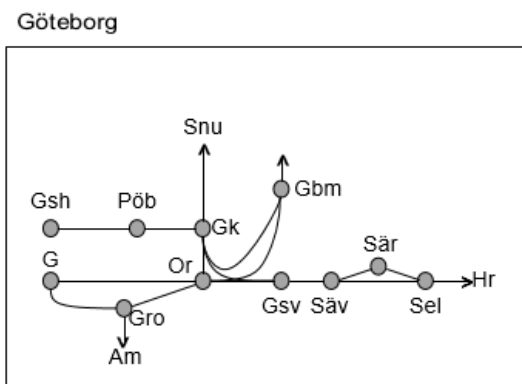 Göteborg
Snu
Gsh
Pöb
Gk
Gbm
G
Or
Sär
Hr
Gro
Gsv
Säv
Sel
Am